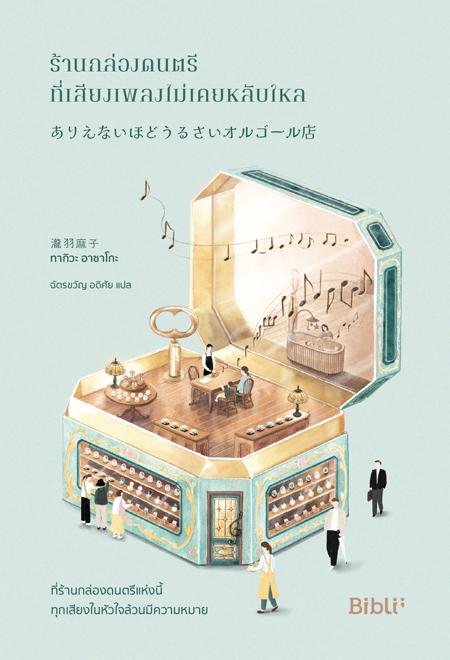 ร้านกล่องดนตรี
ที่เสียงเพลงไม่เคยหลับใหล
ありえないほどうるさいオルゴール店
瀧羽麻子
ทากิวะ อาซาโกะ
ฉัตรขวัญ อดิศัย แปล
ที่ร้านกล่องดนตรีแห่งนี้
ทุกเสียงในหัวใจล้วนมีความหมาย
Bibli